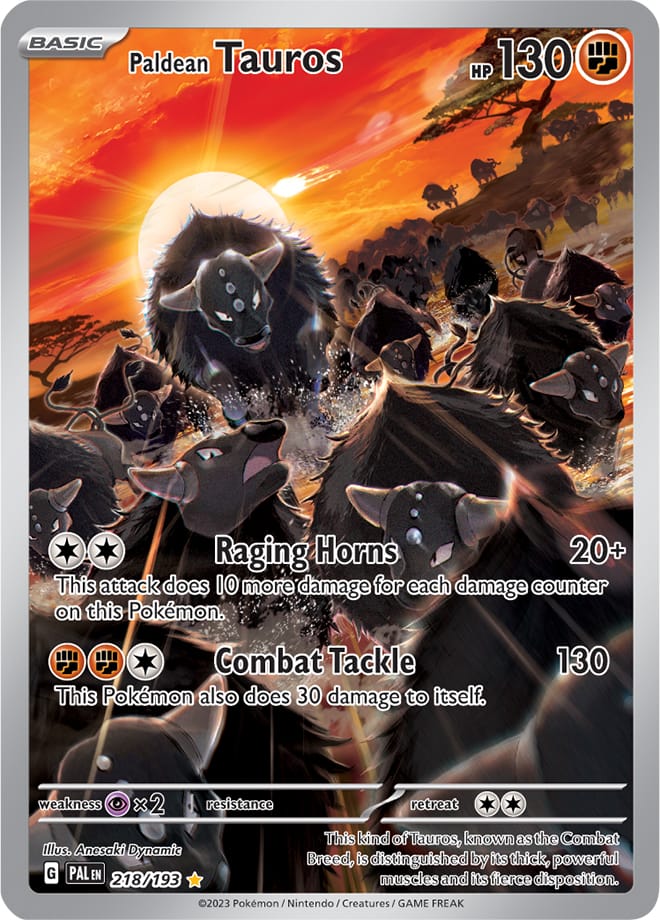 BASIC
Paldean Tauros
HP 130
Raging Horns 20+
This attack does 10 more damage for each damage counter
on this Pokémon.
Combat Tackle 130
This Pokémon also does 30 damage to itself.
weakness ×2 resistance retreat
Illus. Anesaki Dynamic
This kind of Tauros, known as the Combat
Breed, is distinguished by its thick, powerful
muscles and its fierce disposition.
G PAL EN 218/193
©2023 Pokémon / Nintendo / Creatures / GAME FREAK